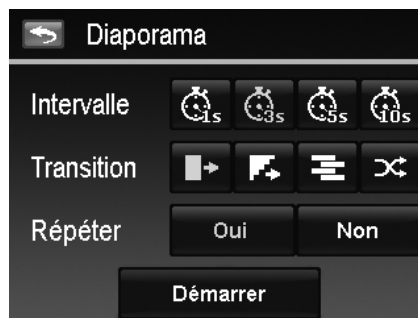 Diaporama
Intervalle 1s 3s 5s 10s
Transition
Répéter Oui Non
Démarrer